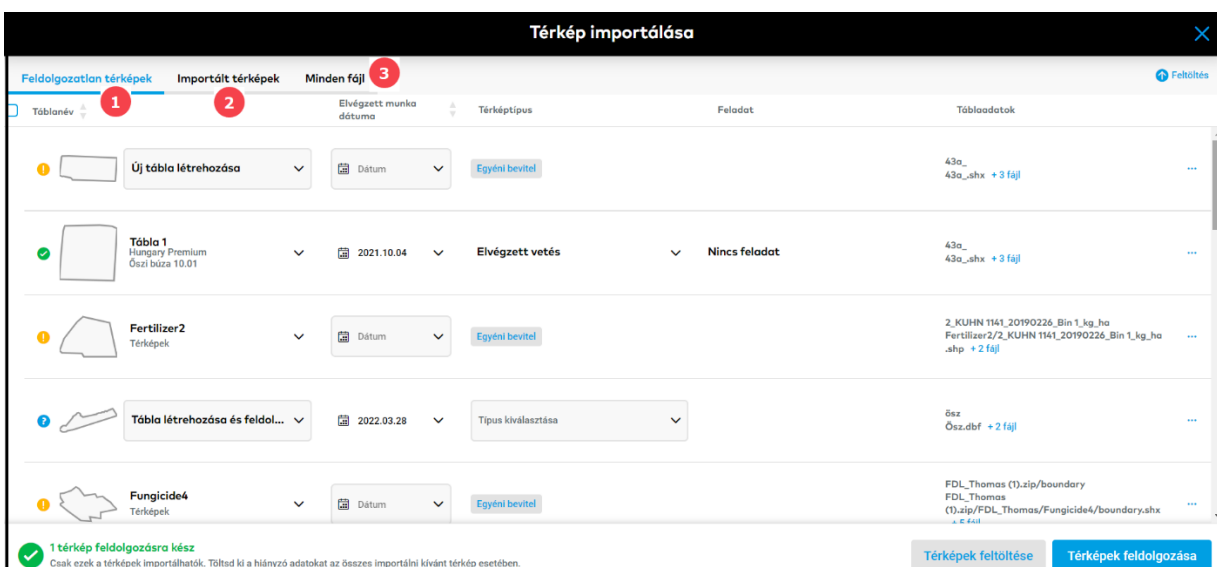 Térkép importálása
Feldolgozatlan térképek Importált térképek Minden fájl 3 Feltöltés
1 2
Táblanév Elvégzett munka dátuma Térképtípus Feladat Táblaadatok
Új tábla létrehozása Dátum Egyéni bevitel
43a_
43a_.shx + 3 fájl
Tábla 1
Hungary Premium
Őszi búza 10.01
2021.10.04 Elvégzett vetés Nincs feladat
43a_
43a_.shx + 3 fájl
Fertilizer2
Térképek
Dátum Egyéni bevitel
2_KUHN 1141_20190226_Bin 1_kg_ha
Fertilizer2/2_KUHN 1141_20190226_Bin 1_kg_ha
.shp + 2 fájl
Tábla létrehozása és feldol... 2022.03.28 Típus kiválasztása
ősz
Ősz.dbf + 2 fájl
Fungicide4
Térképek
Dátum Egyéni bevitel
FDL_Thomas (1).zip/boundary
FDL_Thomas
(1).zip/FDL_Thomas/Fungicide4/boundary.shx
+ 5 fájl
1 térkép feldolgozásra kész
Csak ezek a térképek importálhatók. Töltsd ki a hiányzó adatokat az összes importálni kívánt térkép esetében.
Térképek feltöltése Térképek feldolgozása